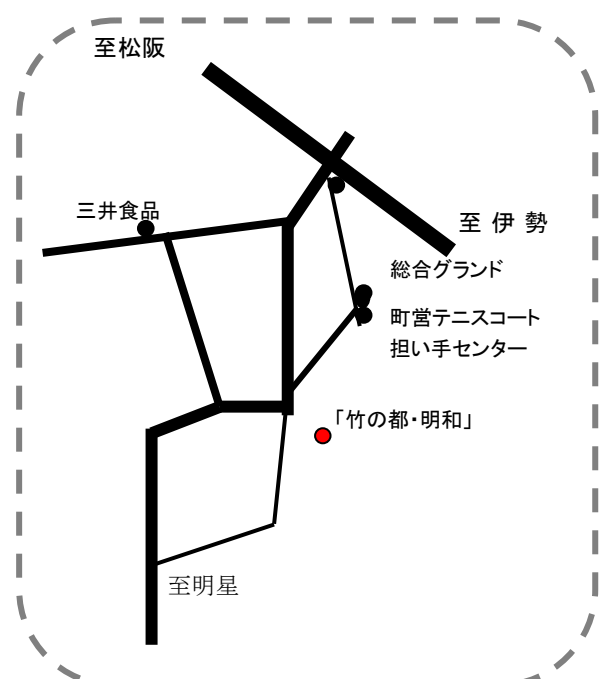 至松阪
三井食品
至 伊 勢
総合グランド
町営テニスコート
担い手センター
「竹の都・明和」
至明星